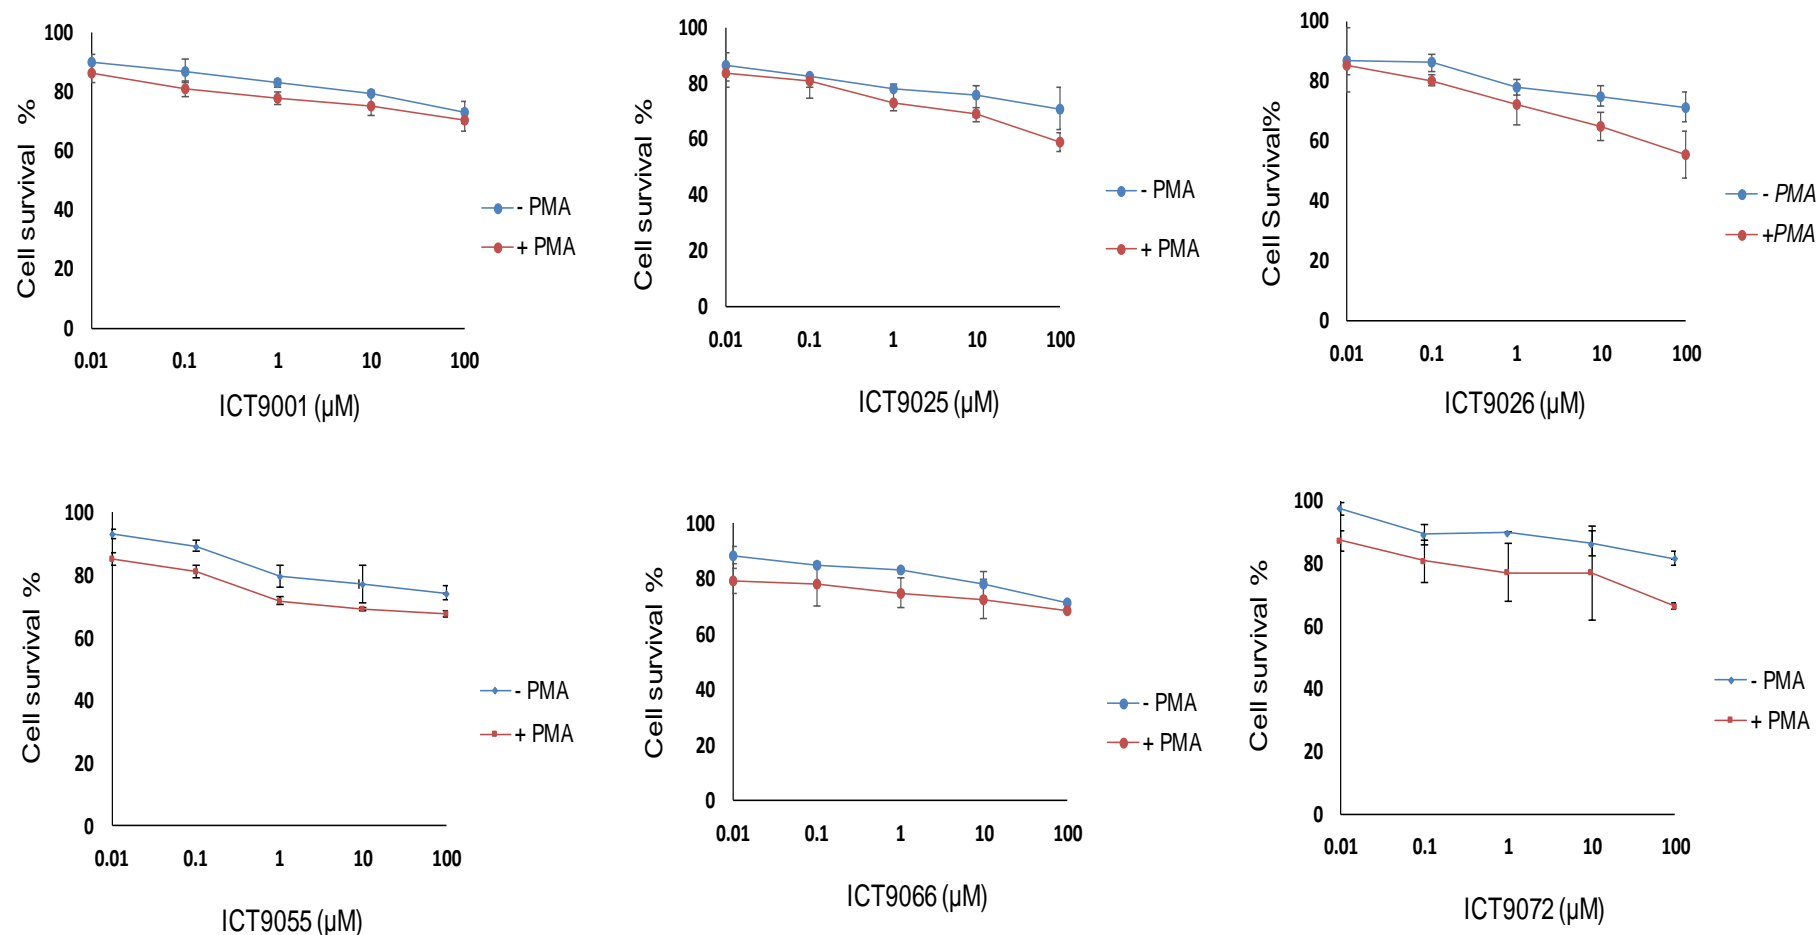 Cell survival %
100
80
60
40
20
0
0.01 0.1 1 10 100
ICT9001 (µM)
- PMA
+ PMA
Cell survival %
100
80
60
40
20
0
0.01 0.1 1 10 100
ICT9025 (µM)
- PMA
+ PMA
Cell Survival%
100
80
60
40
20
0
0.01 0.1 1 10 100
ICT9026 (µM)
- PMA
+PMA
Cell survival %
100
80
60
40
20
0
0.01 0.1 1 10 100
ICT9055 (µM)
- PMA
+ PMA
Cell survival %
100
80
60
40
20
0
0.01 0.1 1 10 100
ICT9066 (µM)
- PMA
+ PMA
Cell survival %
100
80
60
40
20
0
0.01 0.1 1 10 100
ICT9072 (µM)
- PMA
+ PMA